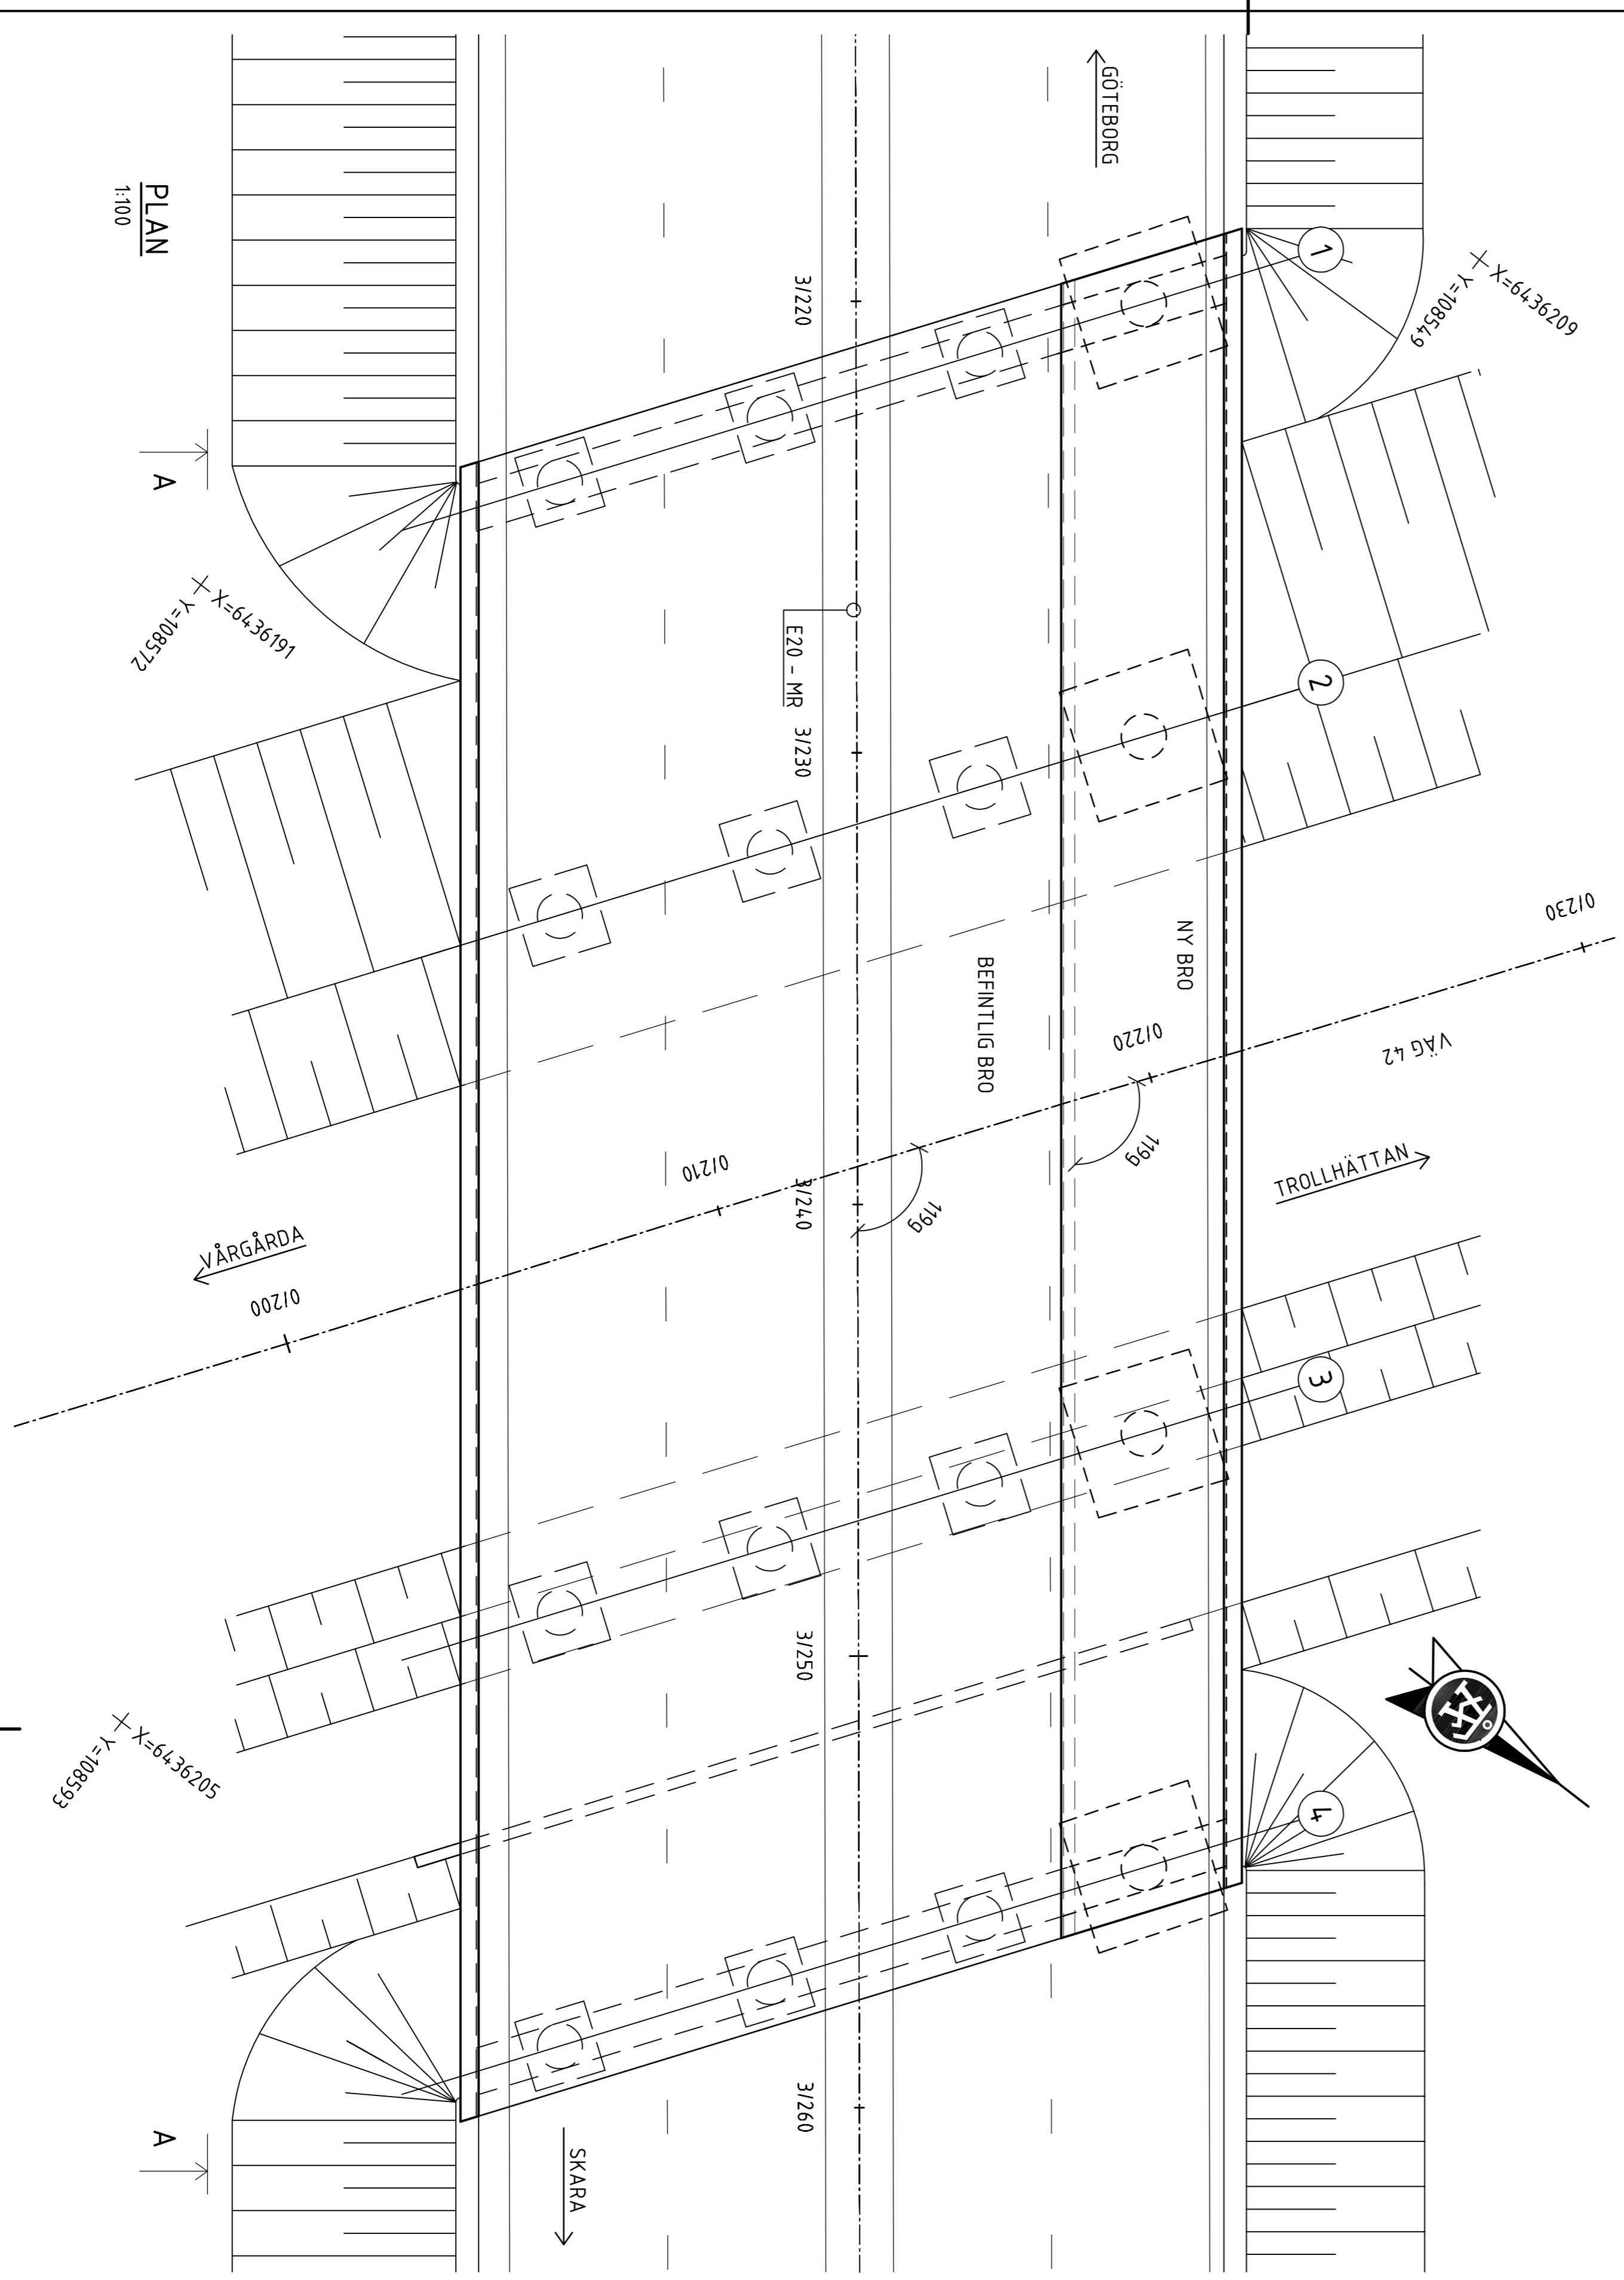 PLAN
1:100
GÖTEBORG
1
X=6436209
Y=108549
3/220
A
X=6436191
Y=108572
E20 - MR
3/230
2
NY BRO
BEFINTLIG BRO
0/230
VÄG 42
0/220
119g
TROLLHÄTTAN
0/210
3/240
119g
VÅRGÅRDA
0/200
3
3/250
X=6436205
Y=108593
4
3/260
A
SKARA